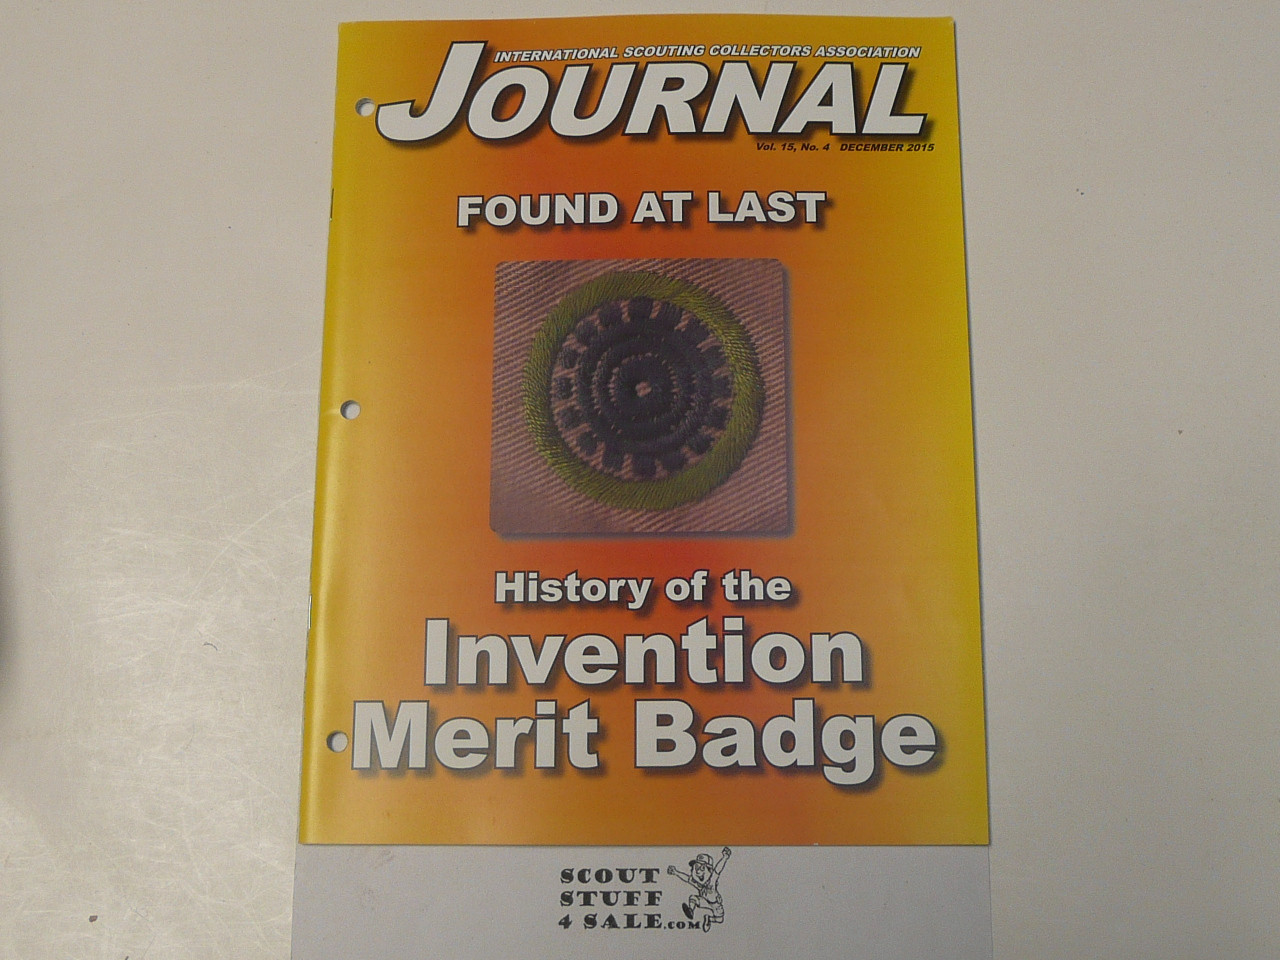 INTERNATIONAL SCOUTING COLLECTORS ASSOCIATION
JOURNAL
Vol. 15, No. 4 DECEMBER 2015
FOUND AT LAST
History of the
Invention
Merit Badge
SCOUT
STUFF
4 SALE.COM